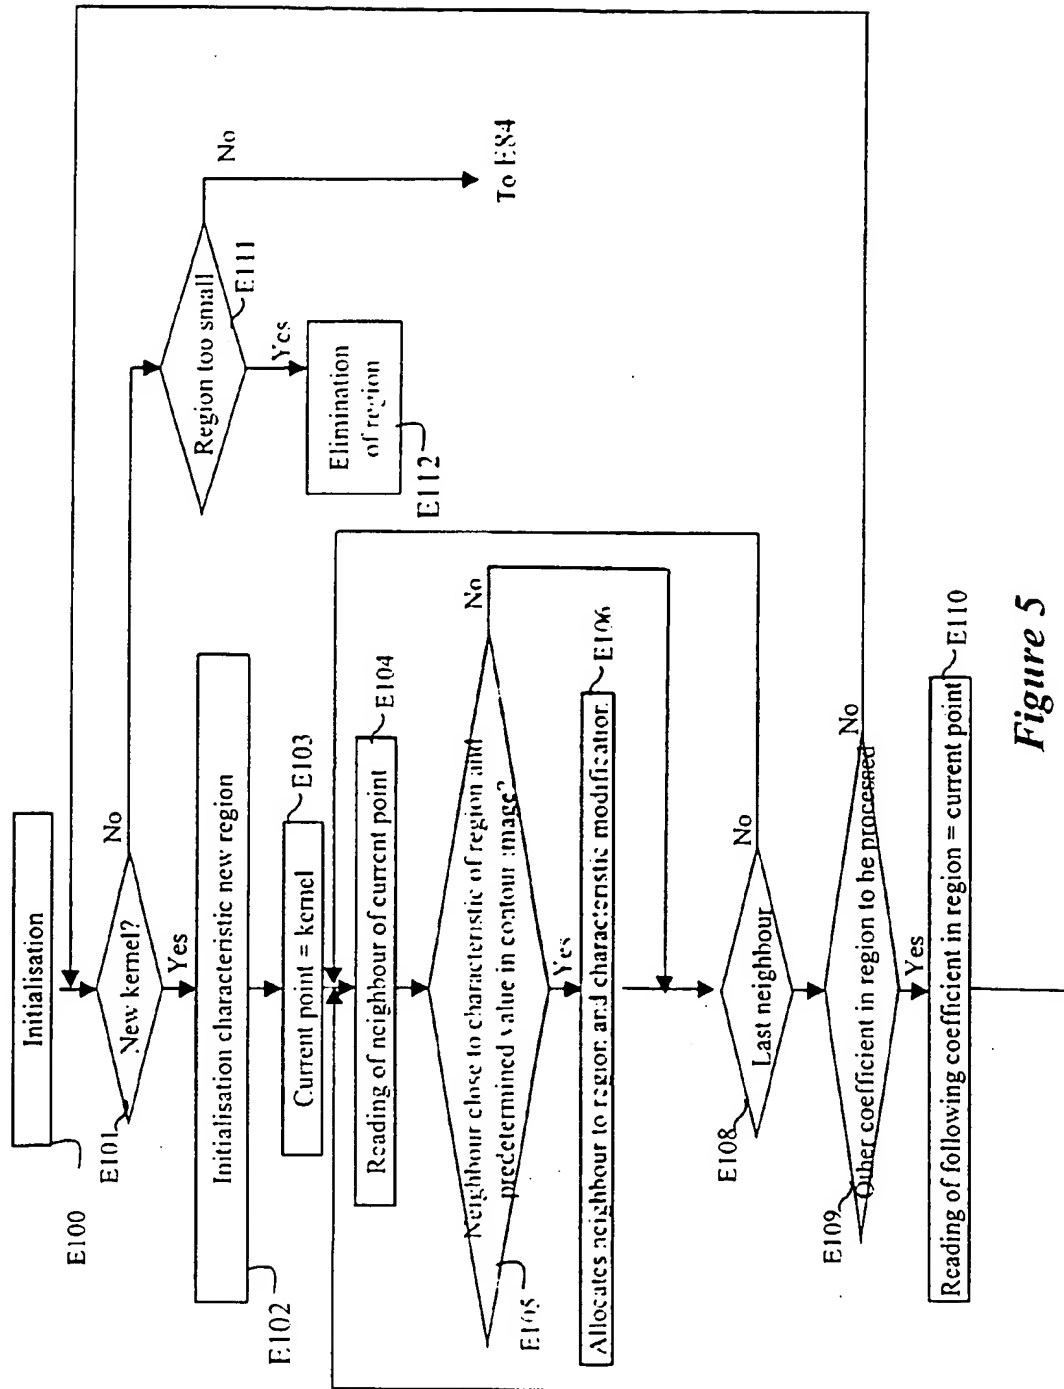 Initialisation
E100
New kernel?
E101
No
Yes
Initialisation characteristic new region
E102
Current point = kernel
E103
Reading of neighbour of current point
E104
Neighbour close to characteristic of region and
predetermined value in contour image?
E105
No
Yes
Allocates neighbour to region and characteristic modification
E106
Last neighbour
E108
No
Other coefficient in region to be processed
E109
No
Yes
Reading of following coefficient in region = current point
E110
Region too small
E111
No
Yes
Elimination
of region
E112
To E84
Figure 5